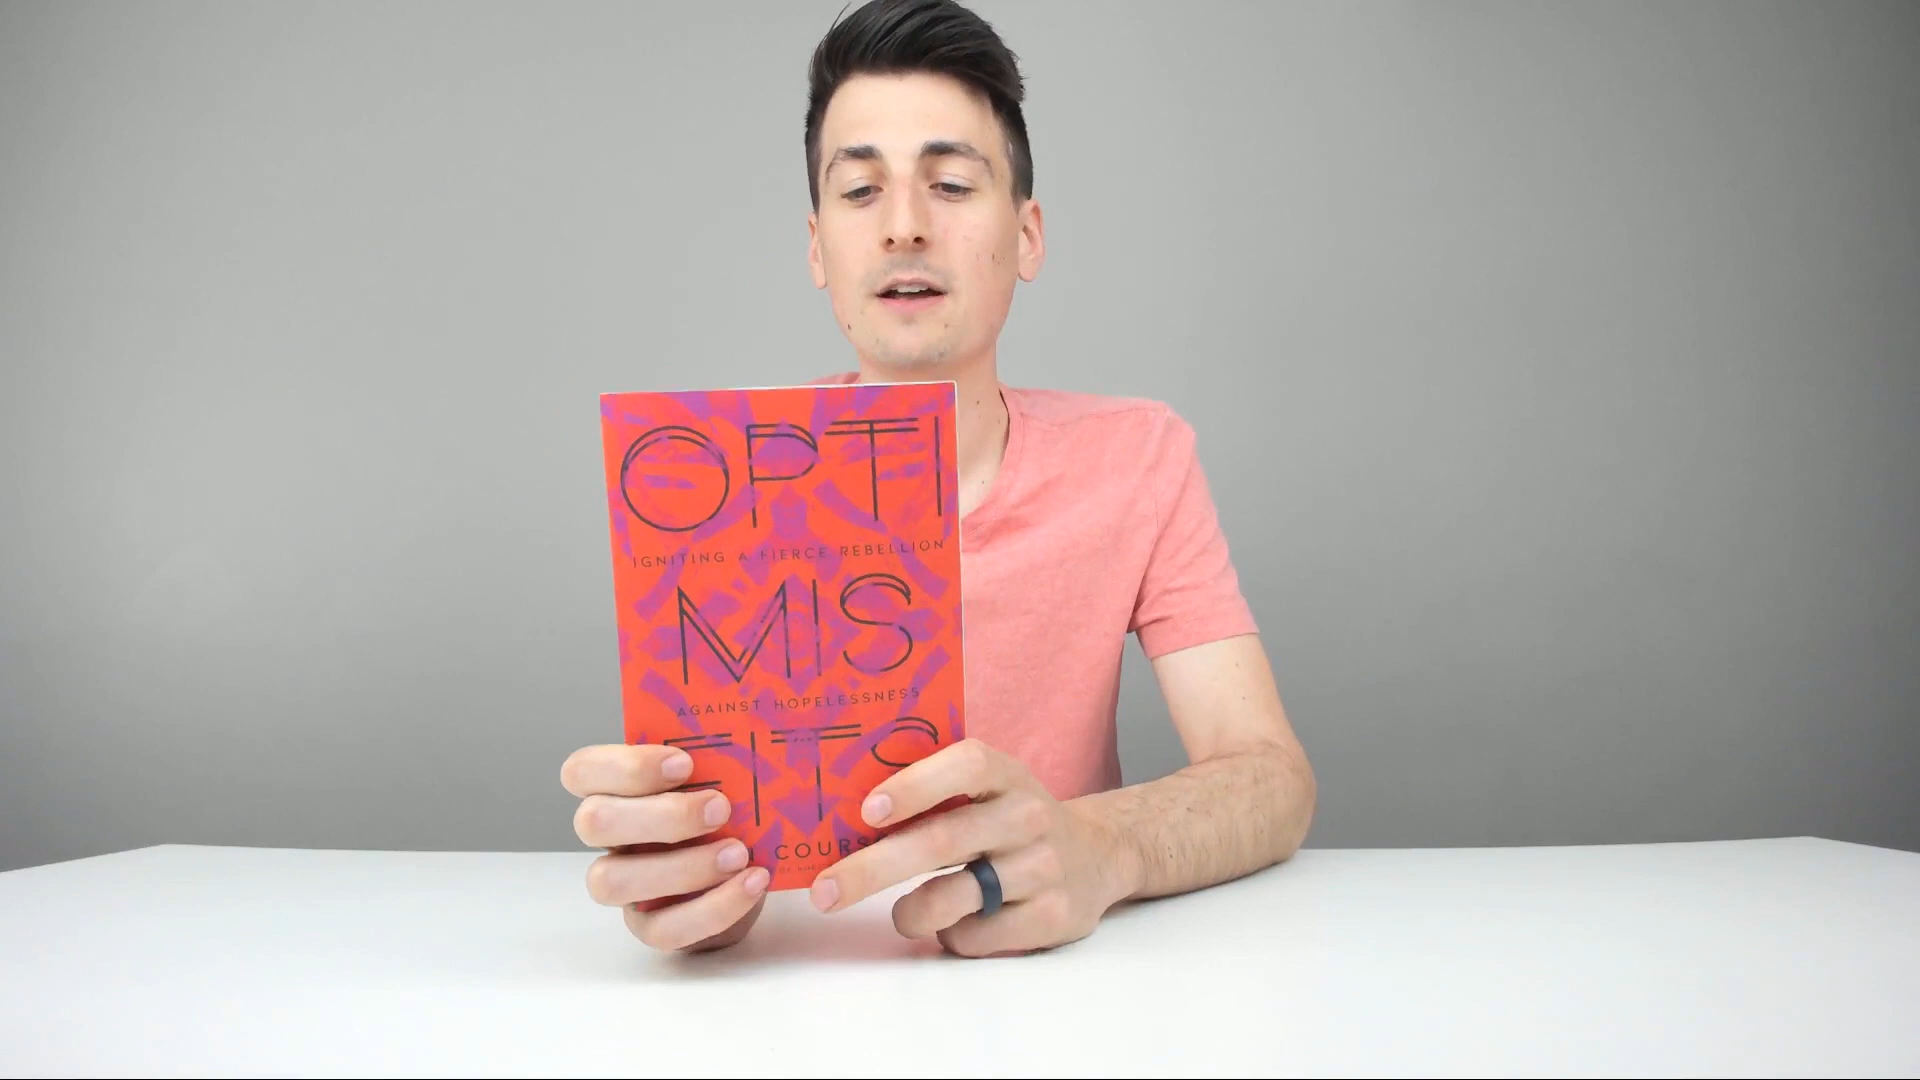 OPTI
IGNITING A FIERCE REBELLION
MIS
AGAINST HOPELESSNESS
FITS